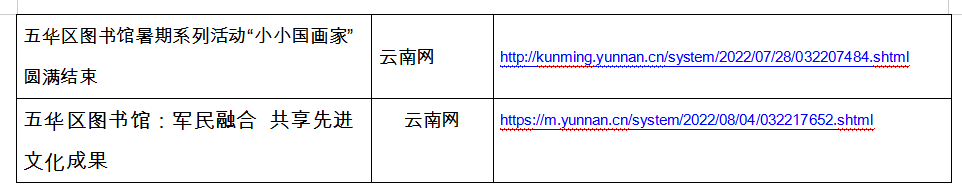 五华区图书馆暑期系列活动“小小国画家”
圆满结束
云南网
http://kunming.yunnan.cn/system/2022/07/28/032207484.shtml
五华区图书馆：军民融合 共享先进
文化成果
云南网
https://m.yunnan.cn/system/2022/08/04/032217652.shtml